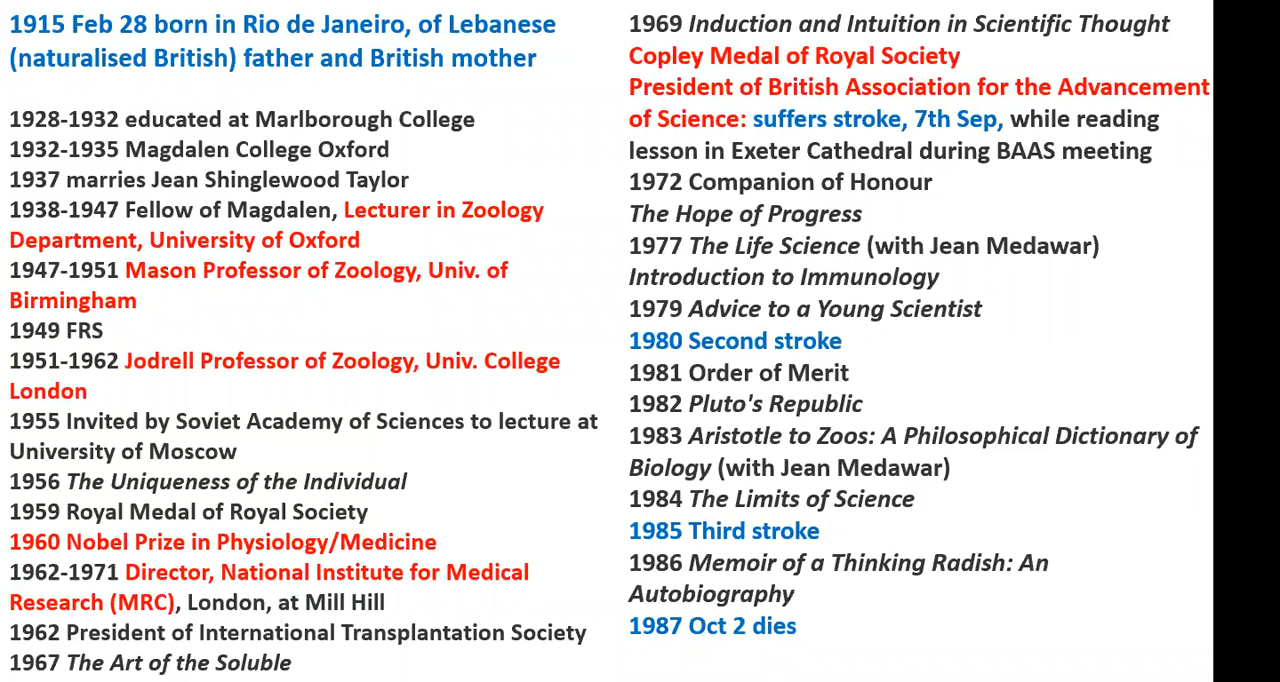 1915 Feb 28 born in Rio de Janeiro, of Lebanese
(naturalised British) father and British mother
1928-1932 educated at Marlborough College
1932-1935 Magdalen College Oxford
1937 marries Jean Shinglewood Taylor
1938-1947 Fellow of Magdalen, Lecturer in Zoology
Department, University of Oxford
1947-1951 Mason Professor of Zoology, Univ. of
Birmingham
1949 FRS
1951-1962 Jodrell Professor of Zoology, Univ. College
London
1955 Invited by Soviet Academy of Sciences to lecture at
University of Moscow
1956 The Uniqueness of the Individual
1959 Royal Medal of Royal Society
1960 Nobel Prize in Physiology/Medicine
1962-1971 Director, National Institute for Medical
Research (MRC), London, at Mill Hill
1962 President of International Transplantation Society
1967 The Art of the Soluble
1969 Induction and Intuition in Scientific Thought
Copley Medal of Royal Society
President of British Association for the Advancement
of Science: suffers stroke, 7th Sep, while reading
lesson in Exeter Cathedral during BAAS meeting
1972 Companion of Honour
The Hope of Progress
1977 The Life Science (with Jean Medawar)
Introduction to Immunology
1979 Advice to a Young Scientist
1980 Second stroke
1981 Order of Merit
1982 Pluto's Republic
1983 Aristotle to Zoos: A Philosophical Dictionary of
Biology (with Jean Medawar)
1984 The Limits of Science
1985 Third stroke
1986 Memoir of a Thinking Radish: An
Autobiography
1987 Oct 2 dies